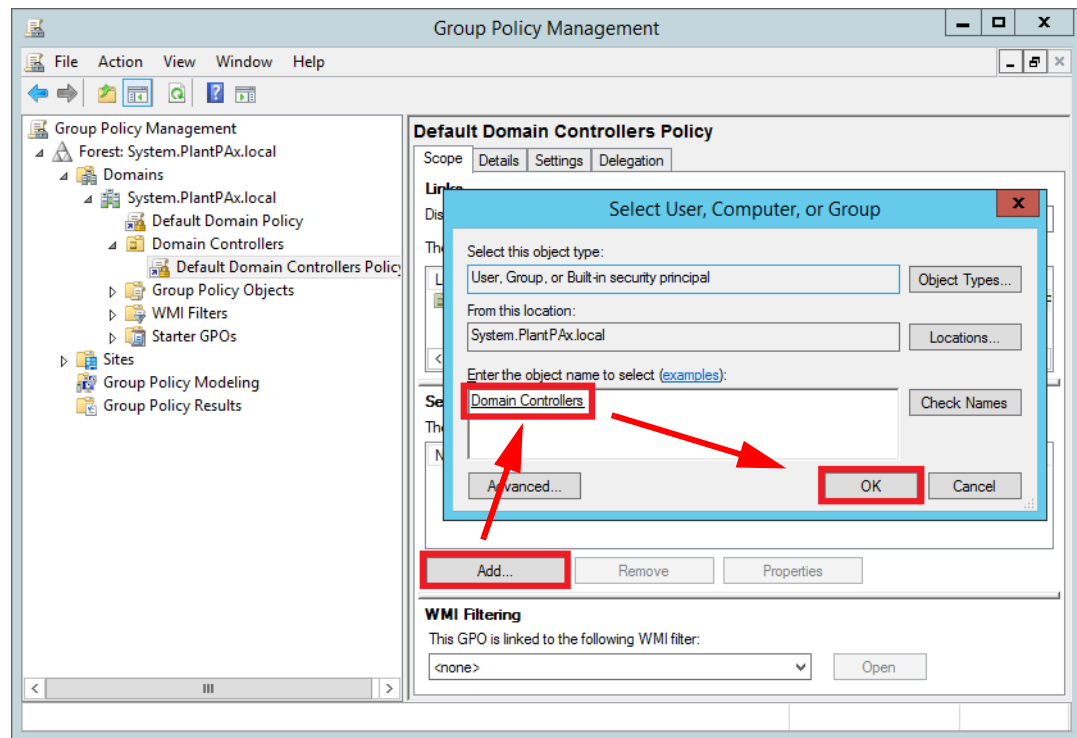 Group Policy Management
File Action View Window Help
Group Policy Management
Forest: System.PlantPAx.local
Domains
System.PlantPAx.local
Default Domain Policy
Domain Controllers
Default Domain Controllers Policy
Group Policy Objects
WMI Filters
Starter GPOs
Sites
Group Policy Modeling
Group Policy Results
Default Domain Controllers Policy
Scope Details Settings Delegation
Links
Dis
The
L
Select User, Computer, or Group
Select this object type:
User, Group, or Built-in security principal
Object Types...
From this location:
System.PlantPAx.local
Locations...
Enter the object name to select (examples):
Domain Controllers
Check Names
Advanced...
OK
Cancel
Se
The
N
Add...
Remove
Properties
WMI Filtering
This GPO is linked to the following WMI filter:
<none>
Open